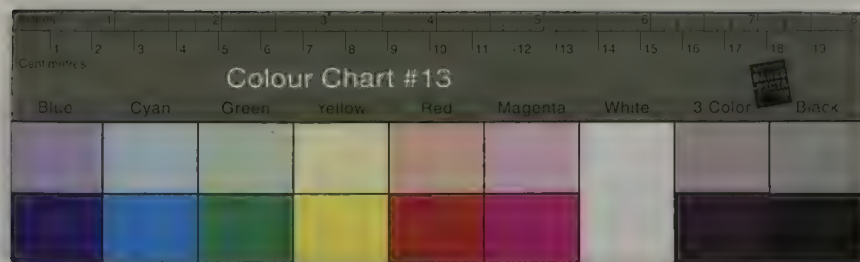 1 2 3 4 5 6 7 8
1 2 3 4 5 6 7 8 9 10 11 12 13 14 15 16 17 18 19
Centimetres
Colour Chart #13
Blue Cyan Green Yellow Red Magenta White 3 Color Black